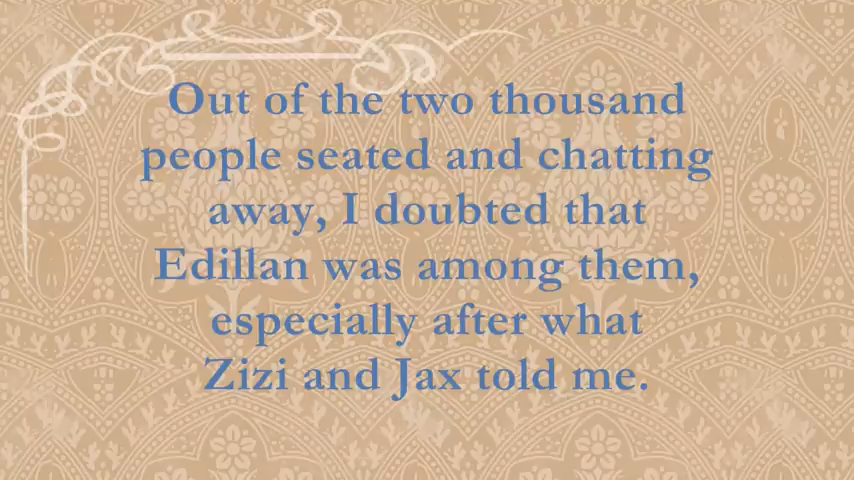 Out of the two thousand
people seated and chatting
away, I doubted that
Edillan was among them,
especially after what
Zizi and Jax told me.